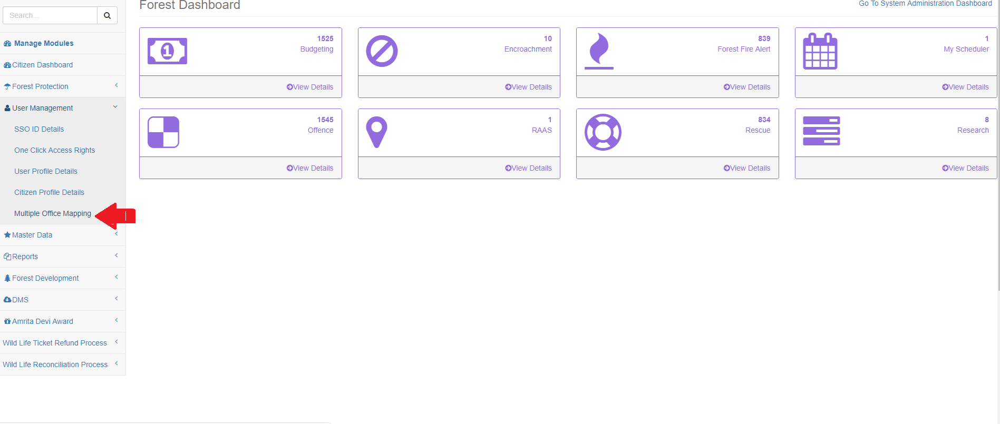 Forest Dashboard
Go To System Administration Dashboard
Search...
Manage Modules
Citizen Dashboard
Forest Protection
User Management
SSO ID Details
One Click Access Rights
User Profile Details
Citizen Profile Details
Multiple Office Mapping
Master Data
Reports
Forest Development
DMS
Amrita Devi Award
Wild Life Ticket Refund Process
Wild Life Reconciliation Process
1
1525
Budgeting
View Details
10
Encroachment
View Details
839
Forest Fire Alert
View Details
1
My Scheduler
View Details
1545
Offence
View Details
1
RAAS
View Details
834
Rescue
View Details
8
Research
View Details